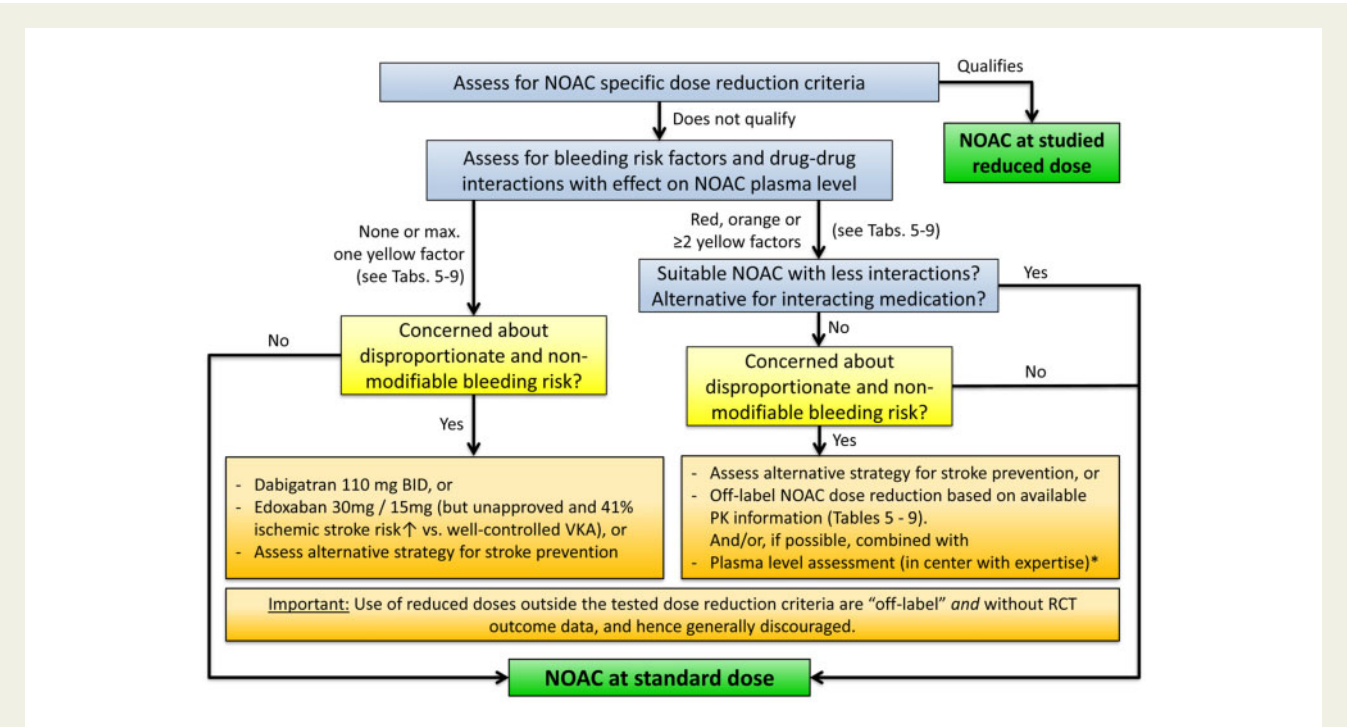 Assess for NOAC specific dose reduction criteria
Qualifies
Does not qualify
NOAC at studied
reduced dose
Assess for bleeding risk factors and drug-drug
interactions with effect on NOAC plasma level
None or max.
one yellow factor
(see Tabs. 5-9)
Red, orange or
≥2 yellow factors
(see Tabs. 5-9)
Suitable NOAC with less interactions?
Alternative for interacting medication?
Yes
No
No
Concerned about
disproportionate and non-
modifiable bleeding risk?
Concerned about
disproportionate and non-
modifiable bleeding risk?
No
Yes
Yes
- Dabigatran 110 mg BID, or
- Edoxaban 30mg / 15mg (but unapproved and 41%
ischemic stroke risk↑ vs. well-controlled VKA), or
- Assess alternative strategy for stroke prevention
- Assess alternative strategy for stroke prevention, or
- Off-label NOAC dose reduction based on available
PK information (Tables 5 - 9).
And/or, if possible, combined with
- Plasma level assessment (in center with expertise)*
Important: Use of reduced doses outside the tested dose reduction criteria are “off-label” and without RCT
outcome data, and hence generally discouraged.
NOAC at standard dose